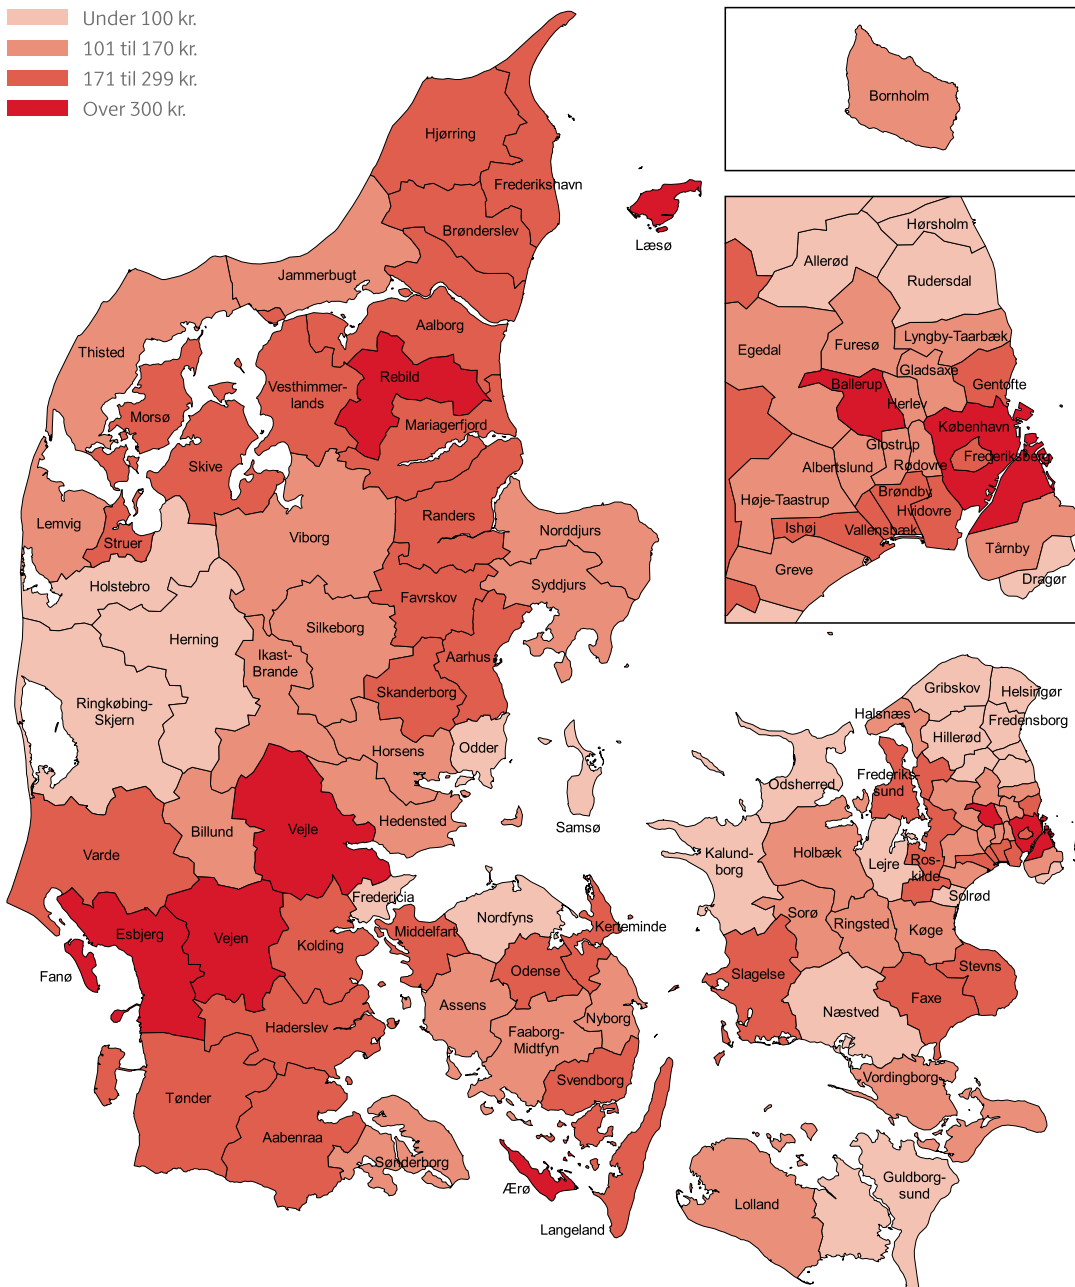 Under 100 kr.
101 til 170 kr.
171 til 299 kr.
Over 300 kr.
Bornholm
Hjørring
Frederikshavn
Brønderslev
Læsø
Jammerbugt
Aalborg
Thisted
Rebild
Vesthimmer-
lands
Morsø
Mariagerfjord
Skive
Lemvig
Struer
Viborg
Randers
Norddjurs
Holstebro
Favrskov
Syddjurs
Herning
Silkeborg
Ikast-
Brande
Aarhus
Skanderborg
Ringkøbing-
Skjern
Horsens
Odder
Hedensted
Samsø
Billund
Vejle
Varde
Fredericia
Esbjerg
Vejen
Kolding
Fanø
Haderslev
Tønder
Aabenraa
Sønderborg
Nordfyns
Middelfart
Kerteminde
Odense
Assens
Faaborg-
Midtfyn
Nyborg
Svendborg
Ærø
Langeland
Hørsholm
Allerød
Rudersdal
Egedal
Furesø
Lyngby-Taarbæk
Gladsaxe
Ballerup
Gentofte
Herlev
København
Glostrup
Frederiksberg
Albertslund
Rødovre
Høje-Taastrup
Brøndby
Hvidovre
Ishøj
Vallensbæk
Greve
Tårnby
Dragør
Gribskov
Helsingør
Halsnæs
Fredensborg
Hillerød
Odsherred
Frederiks-
sund
Kalund-
borg
Holbæk
Lejre
Ros-
kilde
Solrød
Sorø
Ringsted
Køge
Slagelse
Stevns
Næstved
Faxe
Vordingborg
Guldborg-
sund
Lolland